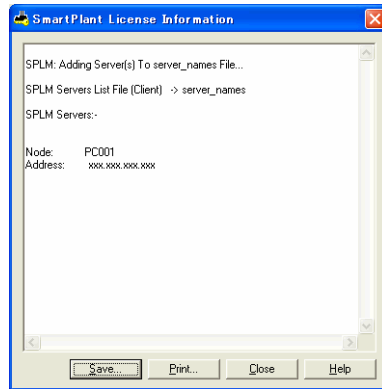 SmartPlant License Information
SPLM: Adding Server(s) To server_names File...
SPLM Servers List File (Client) -> server_names
SPLM Servers:-
Node: PC001
Address: xxx.xxx.xxx.xxx
Save... Print... Close Help